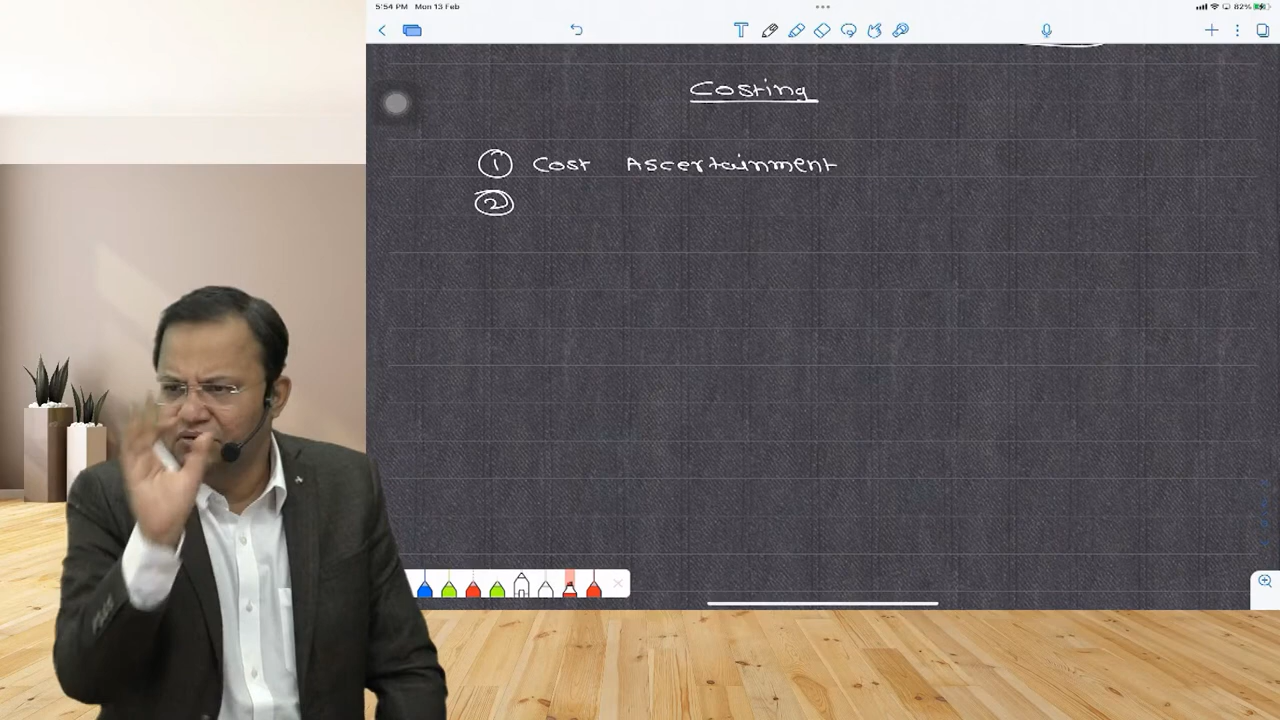 5:54 PM Mon 13 Feb
82%
Costing
① Cost Ascertainment
②